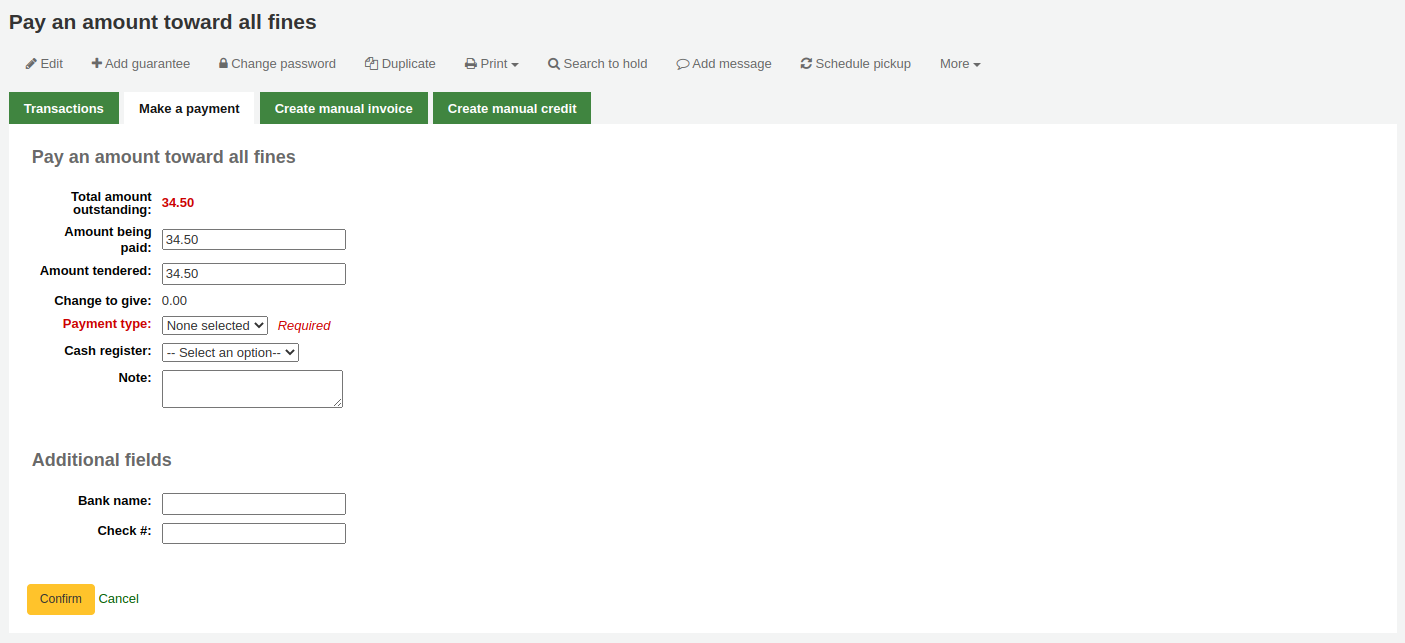 Pay an amount toward all fines
Edit Add guarantee Change password Duplicate Print Search to hold Add message Schedule pickup More
Transactions Make a payment Create manual invoice Create manual credit
Pay an amount toward all fines
Total amount
outstanding: 34.50
Amount being
paid: 34.50
Amount tendered: 34.50
Change to give: 0.00
Payment type: None selected Required
Cash register: -- Select an option--
Note:
Additional fields
Bank name:
Check #:
Confirm Cancel